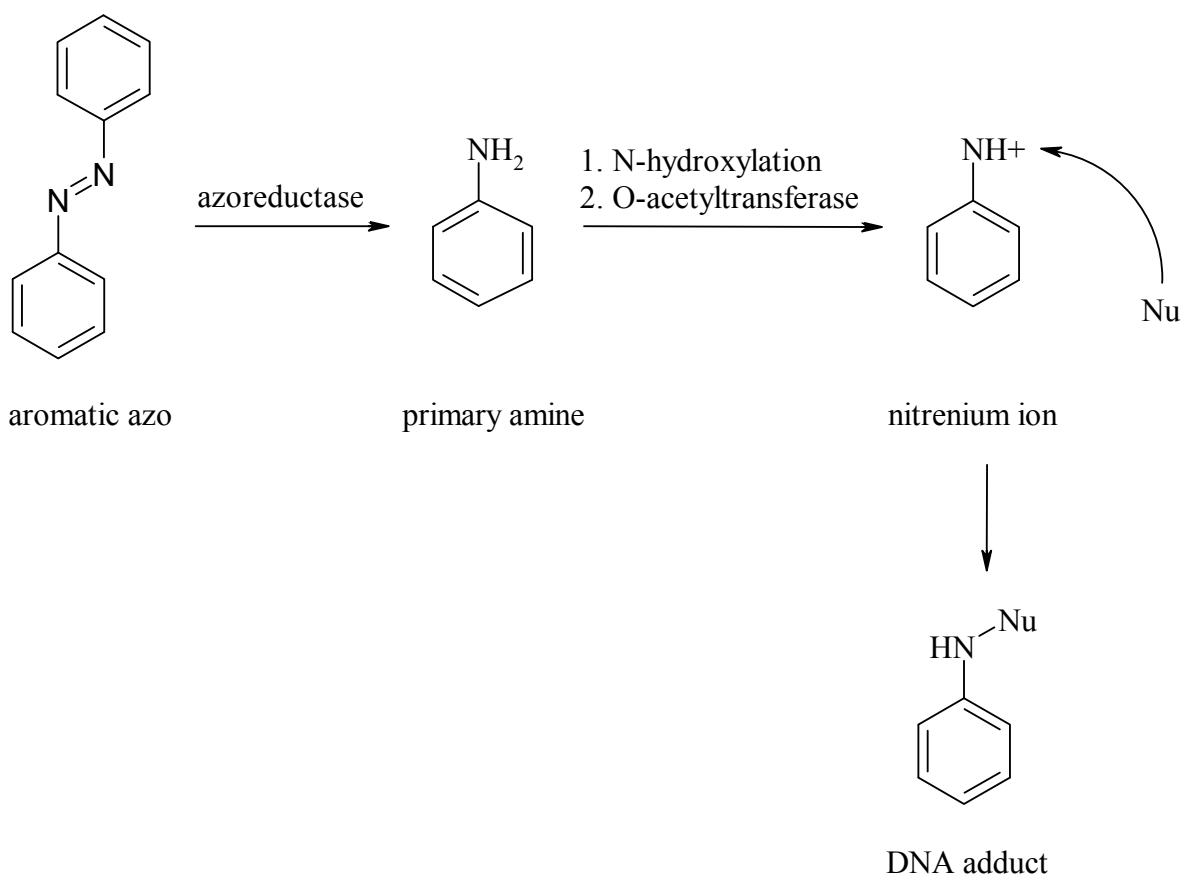 N=N
azoreductase
NH2
1. N-hydroxylation
2. O-acetyltransferase
NH+
Nu
aromatic azo
primary amine
nitrenium ion
Nu
HN
DNA adduct